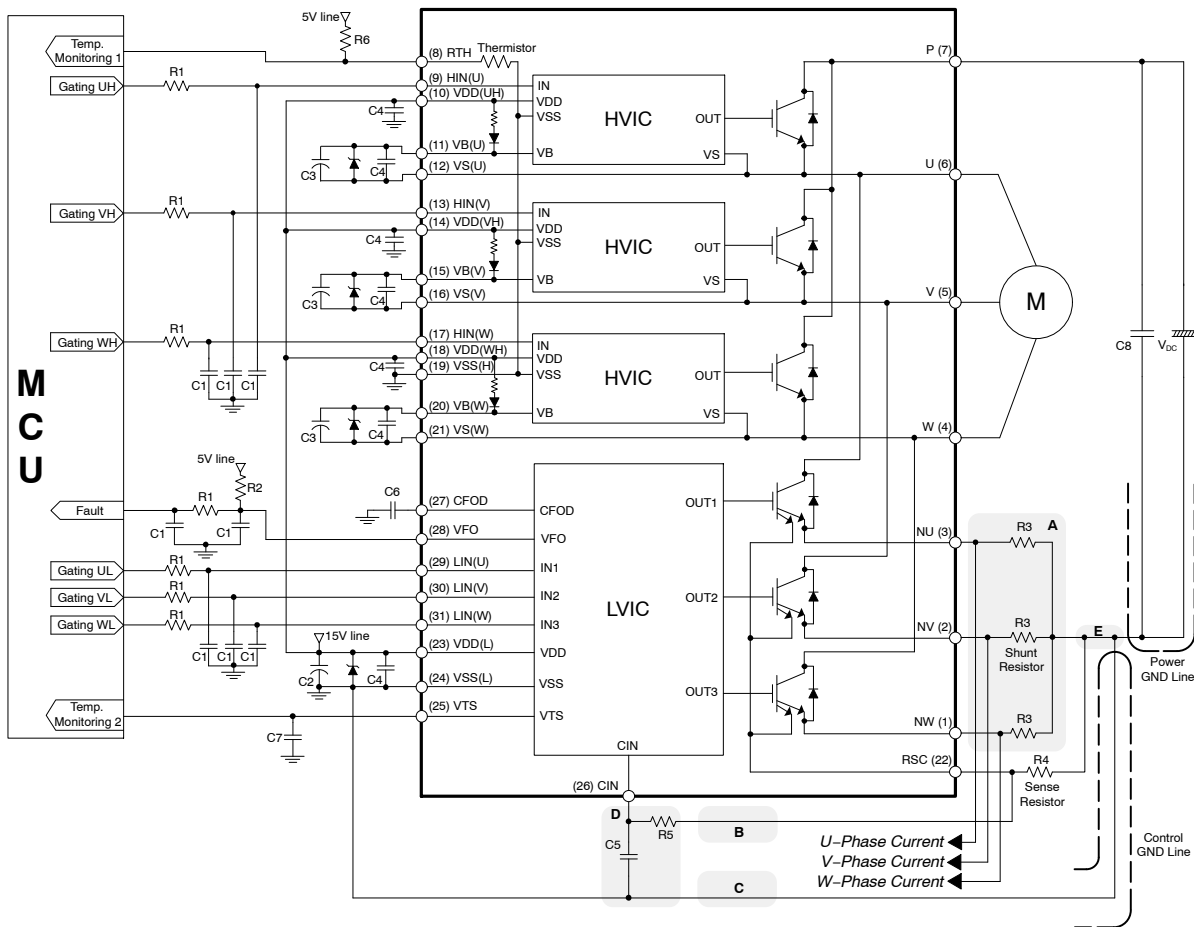 5V line
R6
Temp.
Monitoring 1
(8) RTH
Thermistor
P (7)
R1
Gating UH
(9) HIN(U)
(10) VDD(UH)
C4
IN
VDD
VSS
HVIC
OUT
(11) VB(U)
VB
VS
C3
C4
(12) VS(U)
U (6)
Gating VH
R1
(13) HIN(V)
(14) VDD(VH)
C4
IN
VDD
VSS
HVIC
OUT
(15) VB(V)
VB
VS
C3
C4
(16) VS(V)
V (5)
M
Gating WH
R1
(17) HIN(W)
(18) VDD(WH)
C4
(19) VSS(H)
IN
VDD
VSS
HVIC
OUT
C8
VDC
C1
C1
C1
(20) VB(W)
VB
VS
C3
C4
(21) VS(W)
W (4)
M
C
U
5V line
R2
R1
Fault
C1
C1
C6
(27) CFOD
CFOD
(28) VFO
VFO
OUT1
NU (3)
R3
A
Gating UL
R1
(29) LIN(U)
IN1
Gating VL
R1
(30) LIN(V)
IN2
LVIC
OUT2
Gating WL
R1
(31) LIN(W)
IN3
NV (2)
R3
Shunt
Resistor
E
Power
GND Line
C1
C1
C1
15V line
(23) VDD(L)
VDD
C2
C4
(24) VSS(L)
VSS
OUT3
Temp.
Monitoring 2
(25) VTS
VTS
C7
NW (1)
R3
CIN
RSC (22)
R4
Sense
Resistor
(26) CIN
D
R5
B
C5
C
U−Phase Current
V−Phase Current
W−Phase Current
Control
GND Line